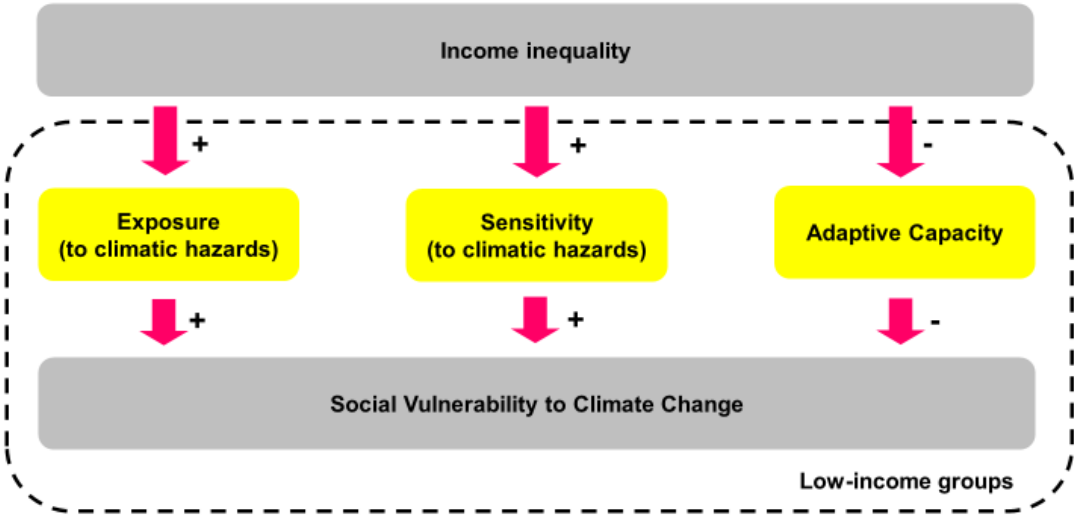 Income inequality
+
+
-
Exposure
(to climatic hazards)
Sensitivity
(to climatic hazards)
Adaptive Capacity
+
+
-
Social Vulnerability to Climate Change
Low-income groups